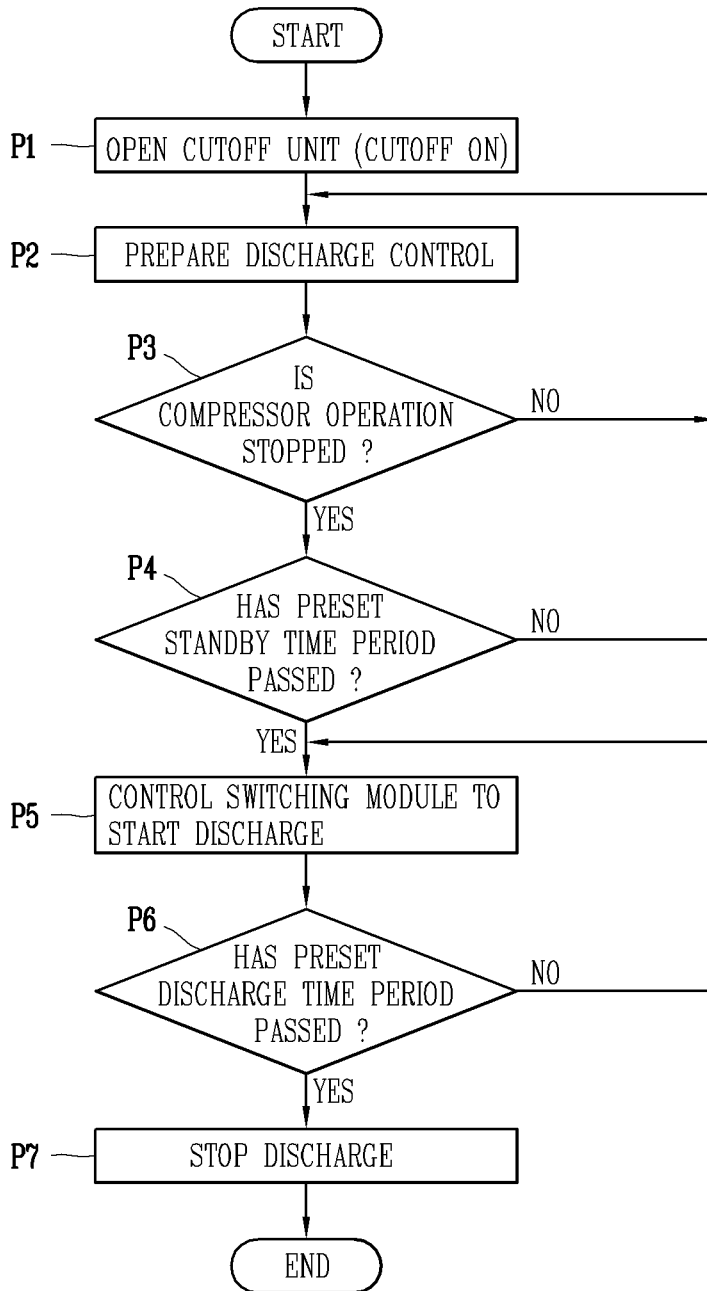 START
P1
OPEN CUTOFF UNIT (CUTOFF ON)
P2
PREPARE DISCHARGE CONTROL
P3
IS
COMPRESSOR OPERATION
STOPPED ?
NO
YES
P4
HAS PRESET
STANDBY TIME PERIOD
PASSED ?
NO
YES
P5
CONTROL SWITCHING MODULE TO
START DISCHARGE
P6
HAS PRESET
DISCHARGE TIME PERIOD
PASSED ?
NO
YES
P7
STOP DISCHARGE
END